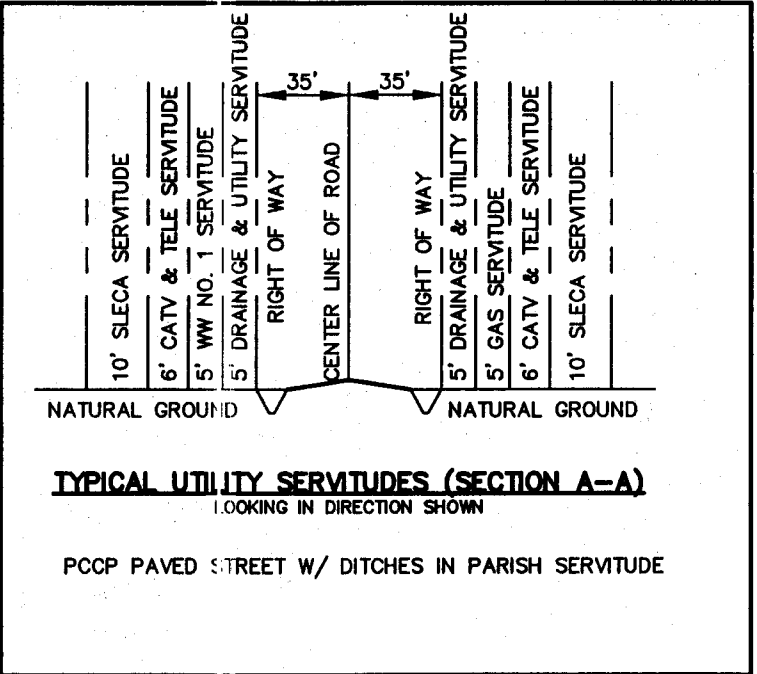 35' 35'
10' SLECA SERVITUDE
6' CATV & TELE SERVITUDE
5' WW NO. 1 SERVITUDE
5' DRAINAGE & UTILITY SERVITUDE
RIGHT OF WAY
CENTER LINE OF ROAD
RIGHT OF WAY
5' DRAINAGE & UTILITY SERVITUDE
5' GAS SERVITUDE
6' CATV & TELE SERVITUDE
10' SLECA SERVITUDE
NATURAL GROUND NATURAL GROUND
TYPICAL UTILITY SERVITUDES (SECTION A-A)
LOOKING IN DIRECTION SHOWN
PCCP PAVED STREET W/ DITCHES IN PARISH SERVITUDE